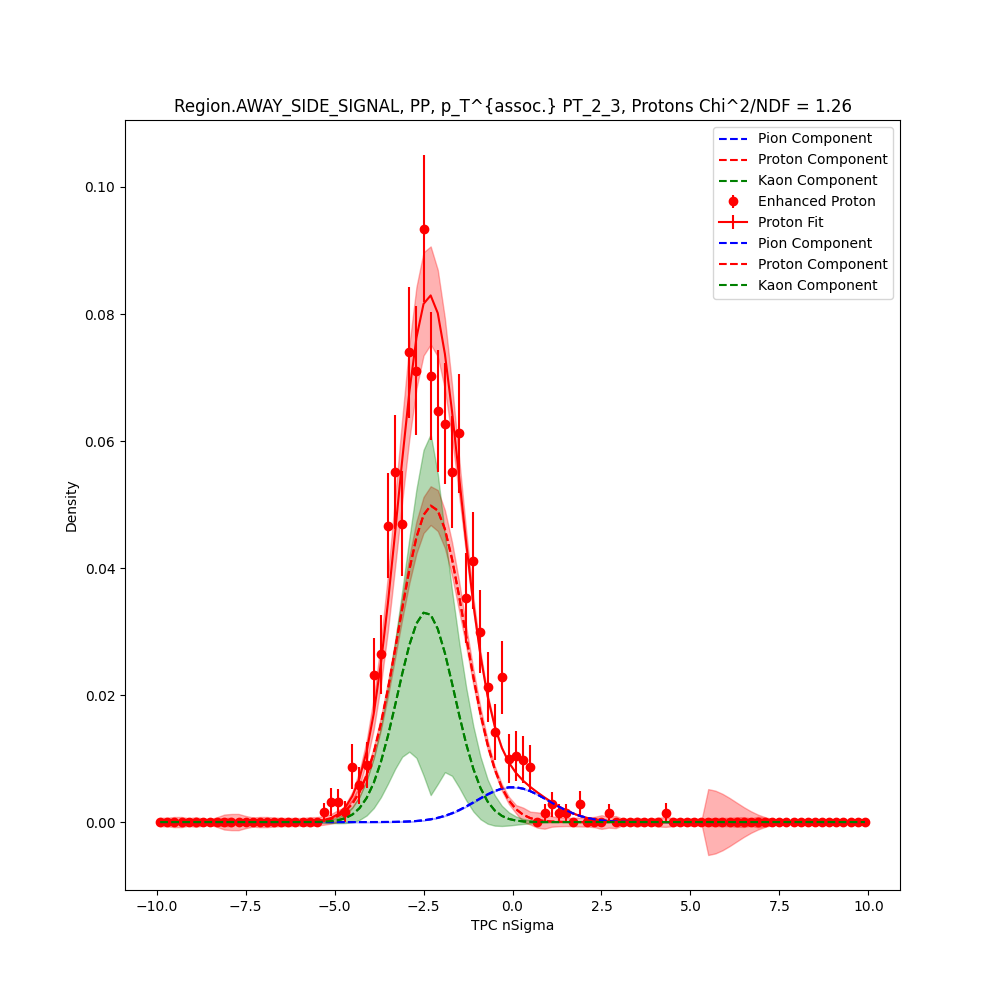 Region.AWAY_SIDE_SIGNAL, PP, p_T^{assoc.} PT_2_3, Protons Chi^2/NDF = 1.26
Pion Component
Proton Component
Kaon Component
Enhanced Proton
Proton Fit
Pion Component
Proton Component
Kaon Component
0.10
0.08
0.06
0.04
0.02
0.00
Density
−10.0 −7.5 −5.0 −2.5 0.0 2.5 5.0 7.5 10.0
TPC nSigma